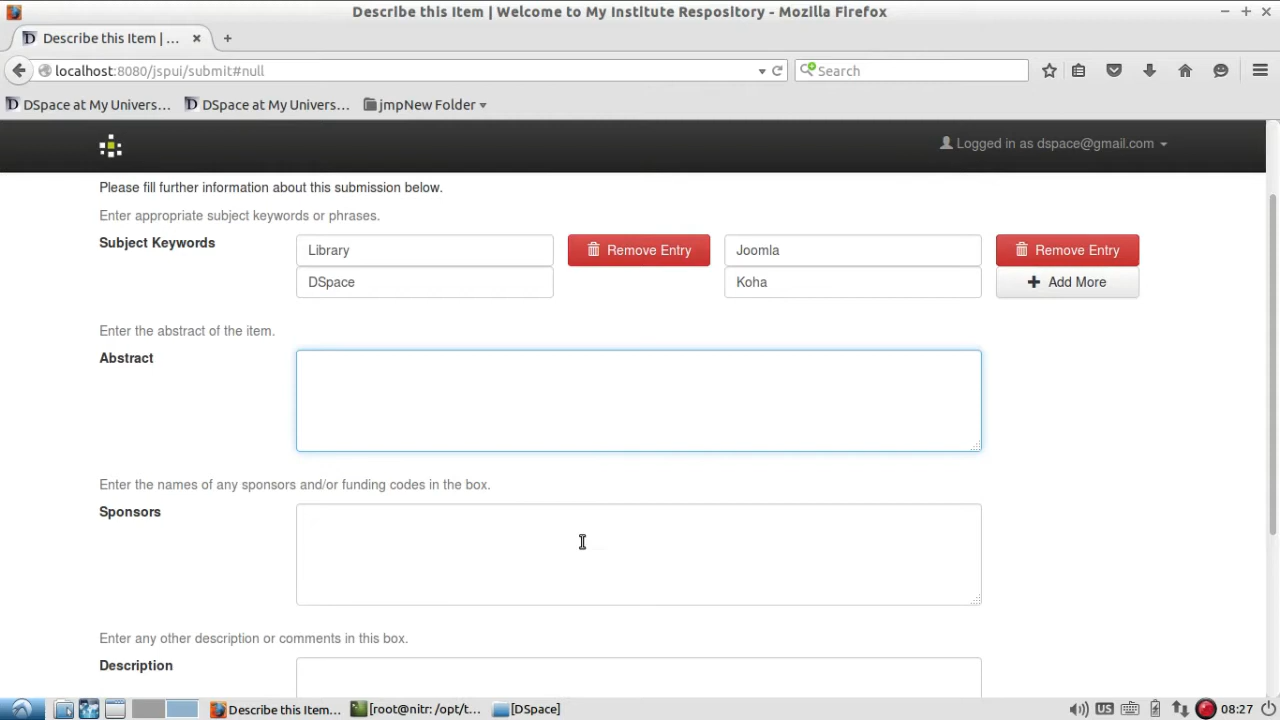 Describe this Item | Welcome to My Institute Respository - Mozilla Firefox
Describe this Item | ...
localhost:8080/jspui/submit#null
Search
DSpace at My Univers... DSpace at My Univers... jmpNew Folder
Logged in as dspace@gmail.com
Please fill further information about this submission below.
Enter appropriate subject keywords or phrases.
Subject Keywords Library Remove Entry Joomla Remove Entry
DSpace Koha Add More
Enter the abstract of the item.
Abstract
Enter the names of any sponsors and/or funding codes in the box.
Sponsors
Enter any other description or comments in this box.
Description
Describe this Item... [root@nitr: /opt/t... [DSpace] US 08:27